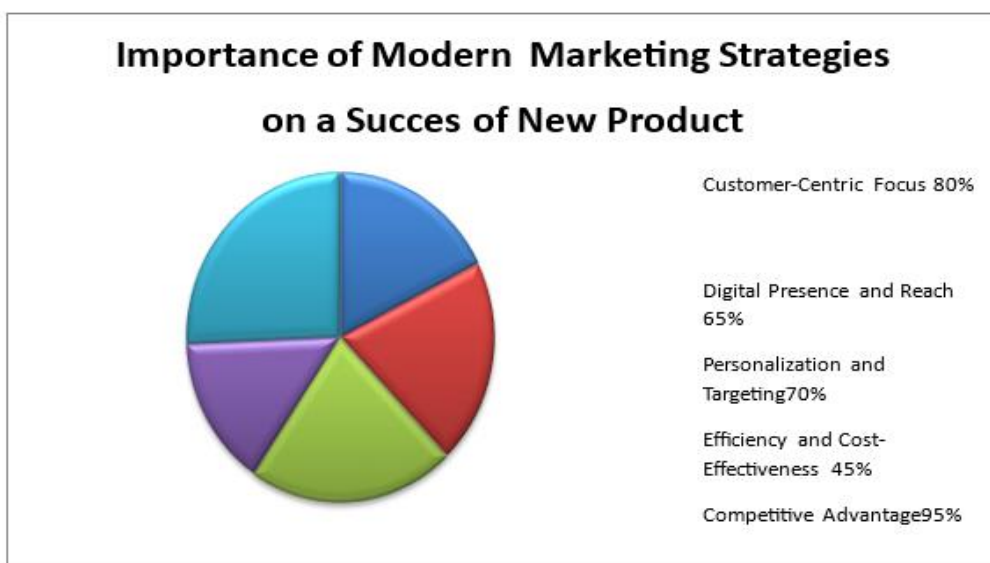 Importance of Modern Marketing Strategies
on a Succes of New Product
Customer-Centric Focus 80%
Digital Presence and Reach
65%
Personalization and
Targeting70%
Efficiency and Cost-
Effectiveness 45%
Competitive Advantage95%